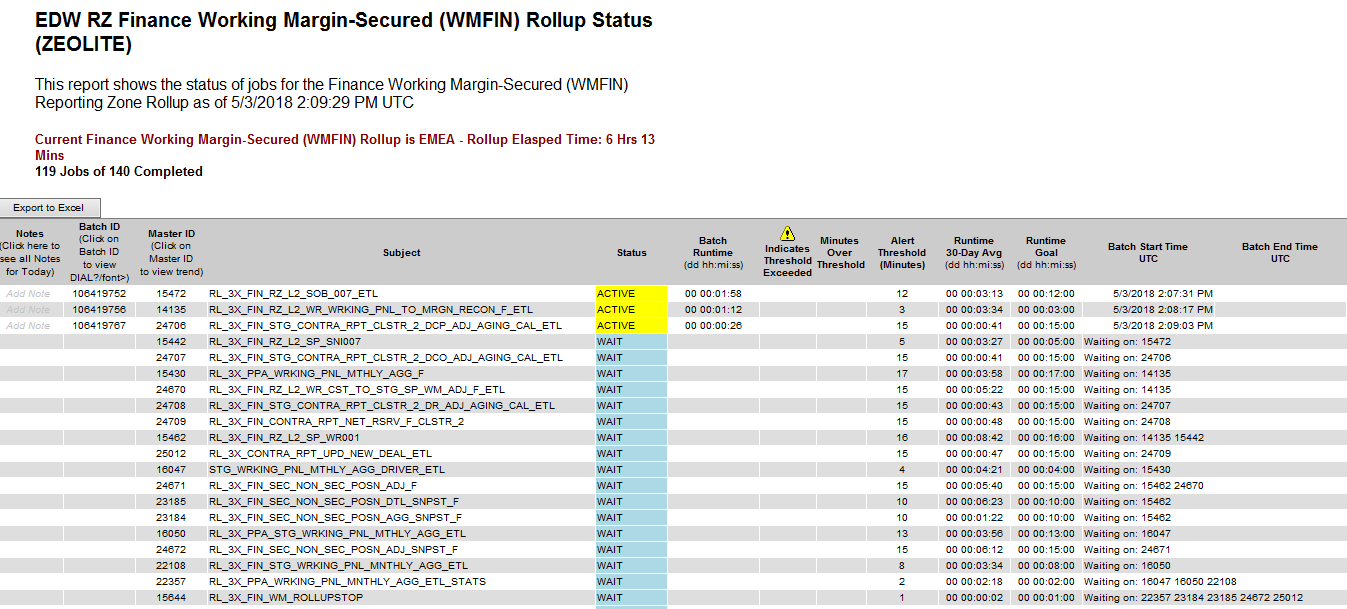 EDW RZ Finance Working Margin-Secured (WMFIN) Rollup Status
(ZEOLITE)
This report shows the status of jobs for the Finance Working Margin-Secured (WMFIN)
Reporting Zone Rollup as of 5/3/2018 2:09:29 PM UTC
Current Finance Working Margin-Secured (WMFIN) Rollup is EMEA - Rollup Elasped Time: 6 Hrs 13
Mins
119 Jobs of 140 Completed
Export to Excel
Notes (Click here to see all Notes for Today) Batch ID (Click on Batch ID to view DIAL?/font>) Master ID (Click on Master ID to view trend) Subject Status Batch Runtime (dd hh:mi:ss) Indicates Threshold Exceeded Minutes Over Threshold Alert Threshold (Minutes) Runtime 30-Day Avg (dd hh:mi:ss) Runtime Goal (dd hh:mi:ss) Batch Start Time UTC Batch End Time UTC
Add Note 106419752 15472 RL_3X_FIN_RZ_L2_SOB_007_ETL ACTIVE 00 00:01:58 12 00 00:03:13 00 00:12:00 5/3/2018 2:07:31 PM
Add Note 106419756 14135 RL_3X_FIN_RZ_L2_WR_WRKING_PNL_TO_MRGN_RECON_F_ETL ACTIVE 00 00:01:12 3 00 00:03:34 00 00:03:00 5/3/2018 2:08:17 PM
Add Note 106419767 24706 RL_3X_FIN_STG_CONTRA_RPT_CLSTR_2_DCP_ADJ_AGING_CAL_ETL ACTIVE 00 00:00:26 15 00 00:00:41 00 00:15:00 5/3/2018 2:09:03 PM
15442 RL_3X_FIN_RZ_L2_SP_SNI007 WAIT 5 00 00:03:27 00 00:05:00 Waiting on: 15472
24707 RL_3X_FIN_STG_CONTRA_RPT_CLSTR_2_DCO_ADJ_AGING_CAL_ETL WAIT 15 00 00:00:41 00 00:15:00 Waiting on: 24706
15430 RL_3X_PPA_WRKING_PNL_MTHLY_AGG_F WAIT 17 00 00:03:58 00 00:17:00 Waiting on: 14135
24670 RL_3X_FIN_RZ_L2_WR_CST_TO_STG_SP_WM_ADJ_F_ETL WAIT 15 00 00:05:22 00 00:15:00 Waiting on: 14135
24708 RL_3X_FIN_STG_CONTRA_RPT_CLSTR_2_DR_ADJ_AGING_CAL_ETL WAIT 15 00 00:00:43 00 00:15:00 Waiting on: 24707
24709 RL_3X_FIN_CONTRA_RPT_NET_RSRV_F_CLSTR_2 WAIT 15 00 00:00:48 00 00:15:00 Waiting on: 24708
15462 RL_3X_FIN_RZ_L2_SP_WR001 WAIT 16 00 00:08:42 00 00:16:00 Waiting on: 14135 15442
25012 RL_3X_CONTRA_RPT_UPD_NEW_DEAL_ETL WAIT 15 00 00:00:47 00 00:15:00 Waiting on: 24709
16047 STG_WRKING_PNL_MTHLY_AGG_DRIVER_ETL WAIT 4 00 00:04:21 00 00:04:00 Waiting on: 15430
24671 RL_3X_FIN_SEC_NON_SEC_POSN_ADJ_F WAIT 15 00 00:05:40 00 00:15:00 Waiting on: 15462 24670
23185 RL_3X_FIN_SEC_NON_SEC_POSN_DTL_SNPST_F WAIT 10 00 00:06:23 00 00:10:00 Waiting on: 15462
23184 RL_3X_FIN_SEC_NON_SEC_POSN_AGG_SNPST_F WAIT 10 00 00:01:22 00 00:10:00 Waiting on: 15462
16050 RL_3X_PPA_STG_WRKING_PNL_MTHLY_AGG_ETL WAIT 13 00 00:03:56 00 00:13:00 Waiting on: 16047
24672 RL_3X_FIN_SEC_NON_SEC_POSN_ADJ_SNPST_F WAIT 15 00 00:06:12 00 00:15:00 Waiting on: 24671
22108 RL_3X_FIN_STG_WRKING_PNL_MNTHLY_AGG_ETL WAIT 8 00 00:03:34 00 00:08:00 Waiting on: 16050
22357 RL_3X_PPA_WRKING_PNL_MNTHLY_AGG_ETL_STATS WAIT 2 00 00:02:18 00 00:02:00 Waiting on: 16047 16050 22108
15644 RL_3X_FIN_WM_ROLLUPSTOP WAIT 1 00 00:00:02 00 00:01:00 Waiting on: 22357 23184 23185 24672 25012